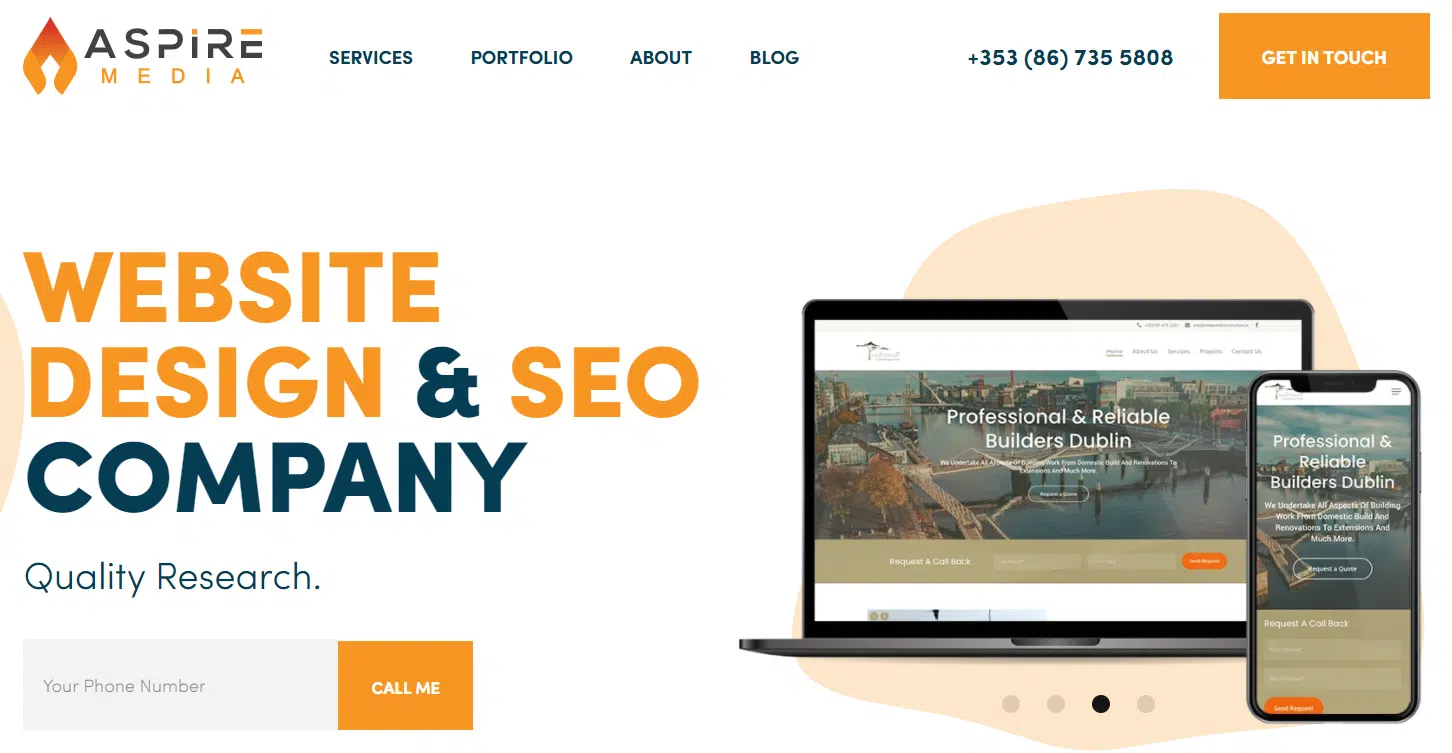 ASPIRE
MEDIA
SERVICES
PORTFOLIO
ABOUT
BLOG
+353 (86) 735 5808
GET IN TOUCH
WEBSITE
DESIGN & SEO
COMPANY
Quality Research.
Your Phone Number
CALL ME
Home
About Us
Services
Projects
Contact Us
Professional & Reliable
Builders Dublin
We Undertake All Aspects Of Building Work From Domestic Build And Renovations To
Extensions And Much More.
Request a Quote
Request A Call Back
Send Request
Professional &
Reliable
Builders Dublin
We Undertake All Aspects Of Building
Work From Domestic Build And
Renovations To Extensions And
Much More.
Request a Quote
Request A Call Back
Your Name*
Your Phone*
Send Request